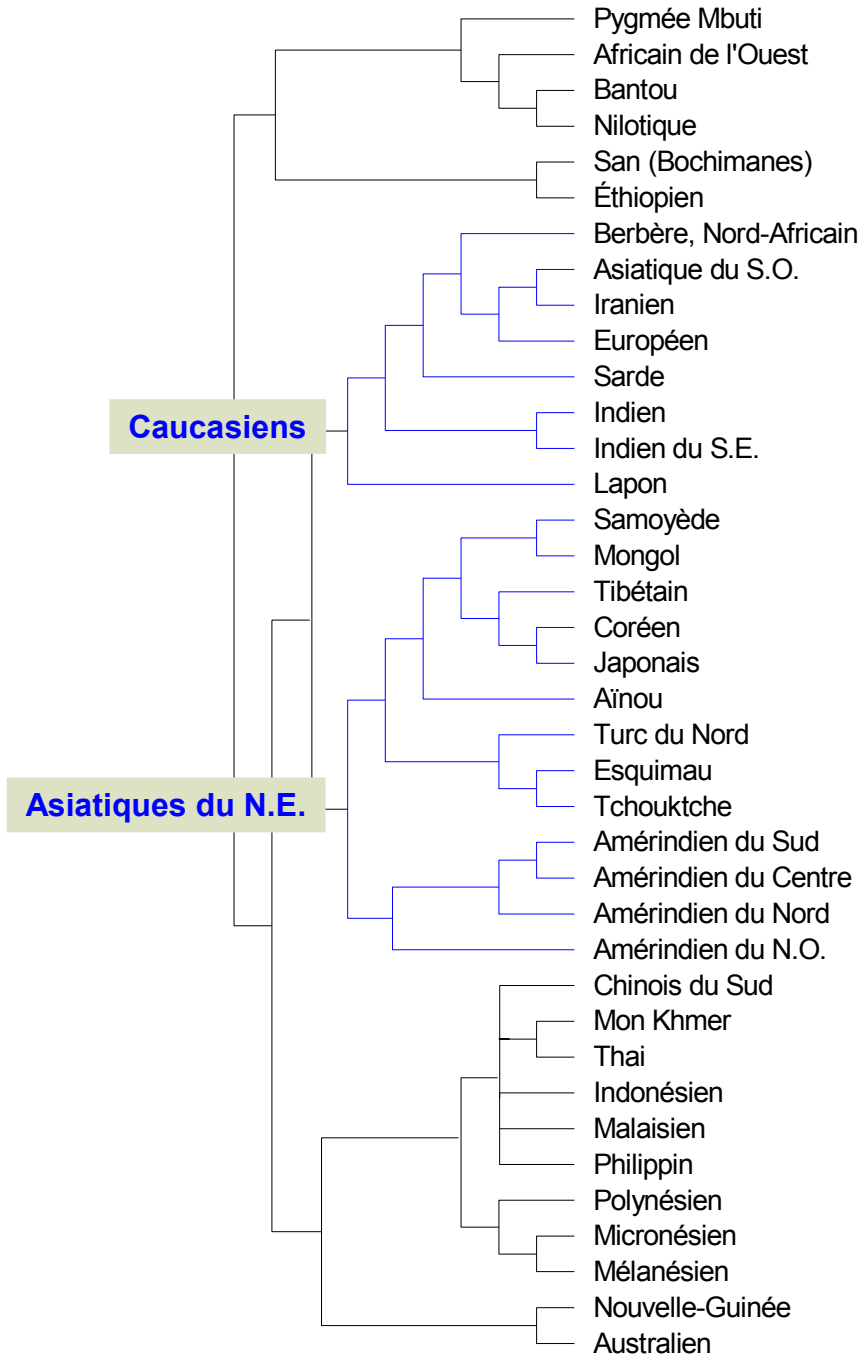 Pygmée Mbuti
Africain de l'Ouest
Bantou
Nilotique
San (Bochimanes)
Éthiopien
Berbère, Nord-Africain
Asiatique du S.O.
Iranien
Européen
Sarde
Caucasiens
Indien
Indien du S.E.
Lapon
Samoyède
Mongol
Tibétain
Coréen
Japonais
Aïnou
Turc du Nord
Esquimau
Asiatiques du N.E.
Tchouktche
Amérindien du Sud
Amérindien du Centre
Amérindien du Nord
Amérindien du N.O.
Chinois du Sud
Mon Khmer
Thai
Indonésien
Malaisien
Philippin
Polynésien
Micronésien
Mélanésien
Nouvelle-Guinée
Australien